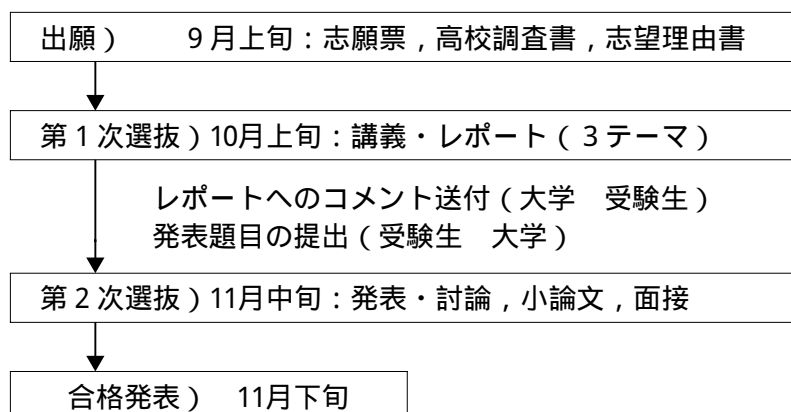 出願） 9月上旬：志願票，高校調査書，志望理由書
第1次選抜）10月上旬：講義・レポート（3テーマ）
レポートへのコメント送付（大学　受験生）
発表題目の提出（受験生　大学）
第2次選抜）11月中旬：発表・討論，小論文，面接
合格発表） 11月下旬